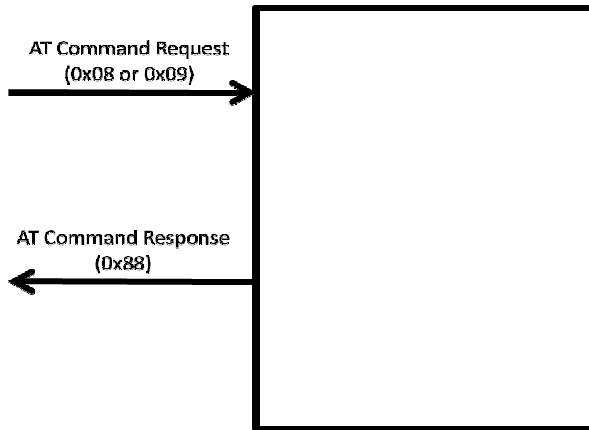 AT Command Request
(0x08 or 0x09)
AT Command Response
(0x88)